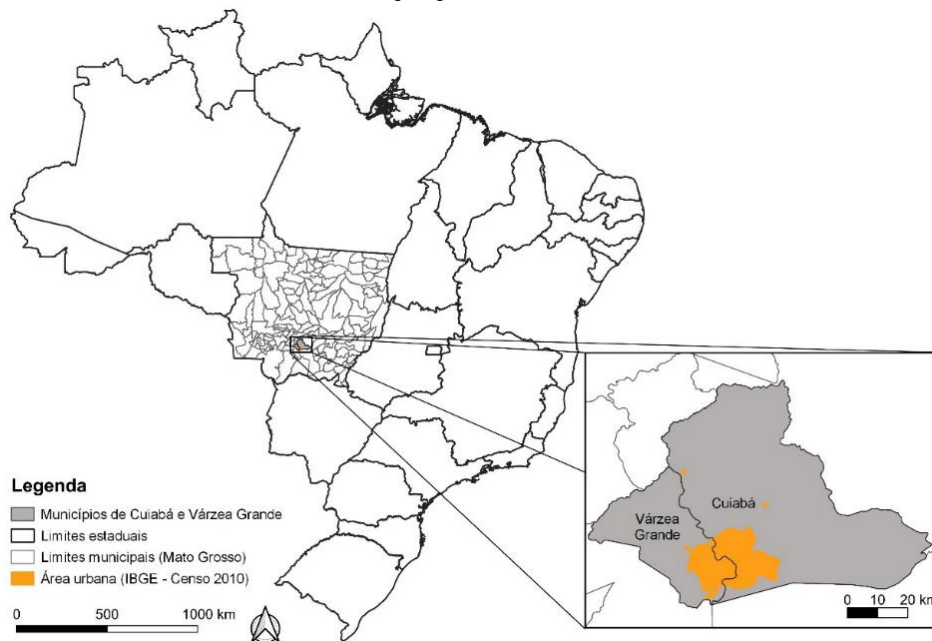 Cuiabá
Várzea
Grande
0 10 20 km
Legenda
Municípios de Cuiabá e Várzea Grande
Limites estaduais
Limites municipais (Mato Grosso)
Área urbana (IBGE - Censo 2010)
0 500 1000 km